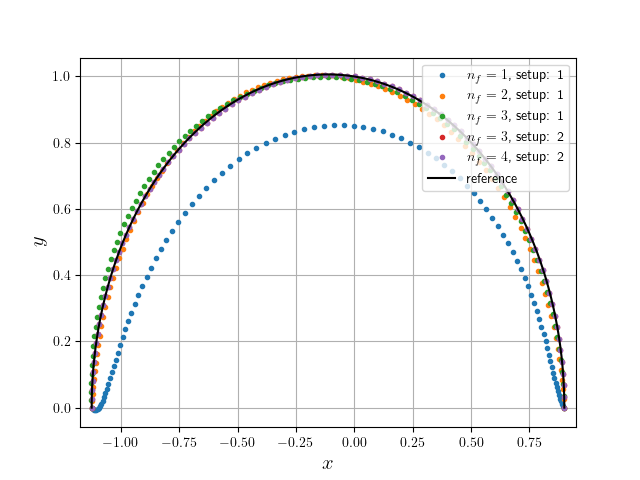 1.0
0.8
0.6
0.4
0.2
0.0
y
−1.00 −0.75 −0.50 −0.25 0.00 0.25 0.50 0.75
x
n_f = 1, setup: 1
n_f = 2, setup: 1
n_f = 3, setup: 1
n_f = 3, setup: 2
n_f = 4, setup: 2
reference